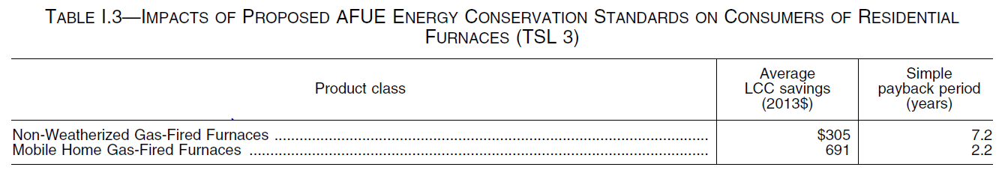 TABLE I.3—IMPACTS OF PROPOSED AFUE ENERGY CONSERVATION STANDARDS ON CONSUMERS OF RESIDENTIAL
FURNACES (TSL 3)
Product class
Average
LCC savings
(2013$)
Simple
payback period
(years)
Non-Weatherized Gas-Fired Furnaces ........................................................................................................ $305 7.2
Mobile Home Gas-Fired Furnaces .............................................................................................................. 691 2.2